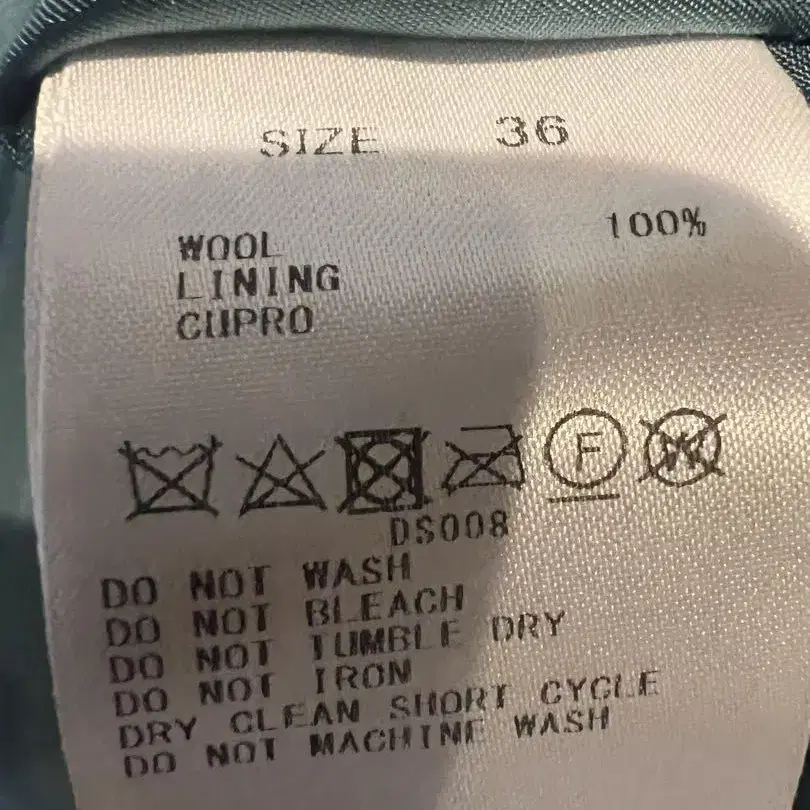 SIZE 36
WOOL 100%
LINING
CUPRO
F W
DS008
DO NOT WASH
DO NOT BLEACH
DO NOT TUMBLE DRY
DO NOT IRON
DRY CLEAN SHORT CYCLE
DO NOT MACHINE WASH